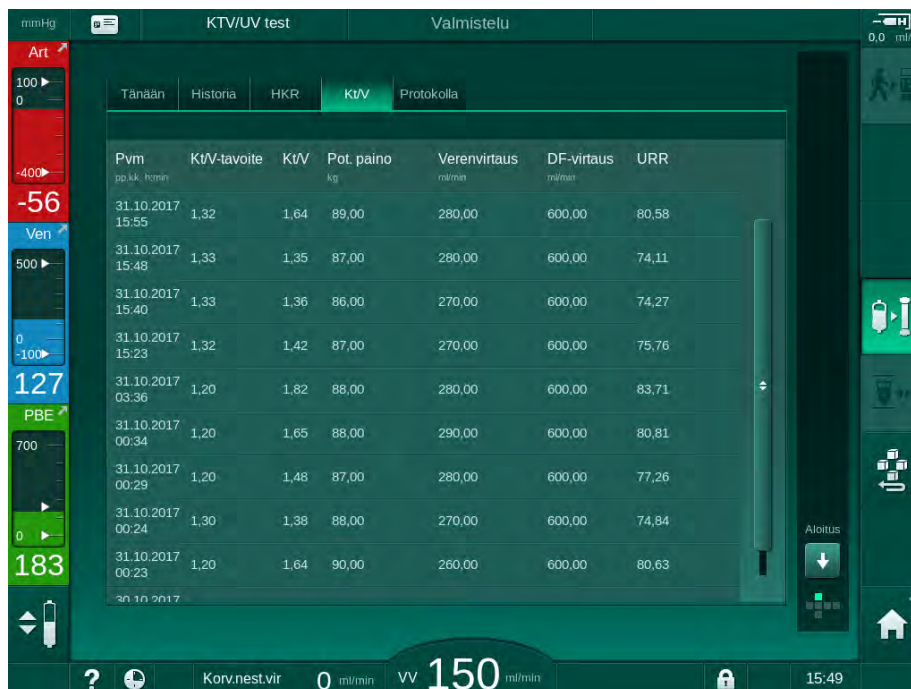 mmHg KTV/UV test Valmistelu
0,0 ml/
Art
100
0
-400
-56
Ven
500
0
-100
127
PBE
700
0
183
Tänään Historia HKR Kt/V Protokolla
Pvm Kt/V-tavoite Kt/V Pot. paino Verenvirtaus DF-virtaus URR
pp.kk. h:min kg ml/min ml/min
31.10.2017 15:55 1,32 1,64 89,00 280,00 600,00 80,58
31.10.2017 15:48 1,33 1,35 87,00 280,00 600,00 74,11
31.10.2017 15:40 1,33 1,36 86,00 270,00 600,00 74,27
31.10.2017 15:23 1,32 1,42 87,00 270,00 600,00 75,76
31.10.2017 03:36 1,20 1,82 88,00 280,00 600,00 83,71
31.10.2017 00:34 1,20 1,65 88,00 290,00 600,00 80,81
31.10.2017 00:29 1,20 1,48 87,00 280,00 600,00 77,26
31.10.2017 00:24 1,30 1,38 88,00 270,00 600,00 74,84
31.10.2017 00:23 1,20 1,64 90,00 260,00 600,00 80,63
30.10.2017
Aloitus
? Korv.nest.vir 0 ml/min VV 150 ml/min 15:49